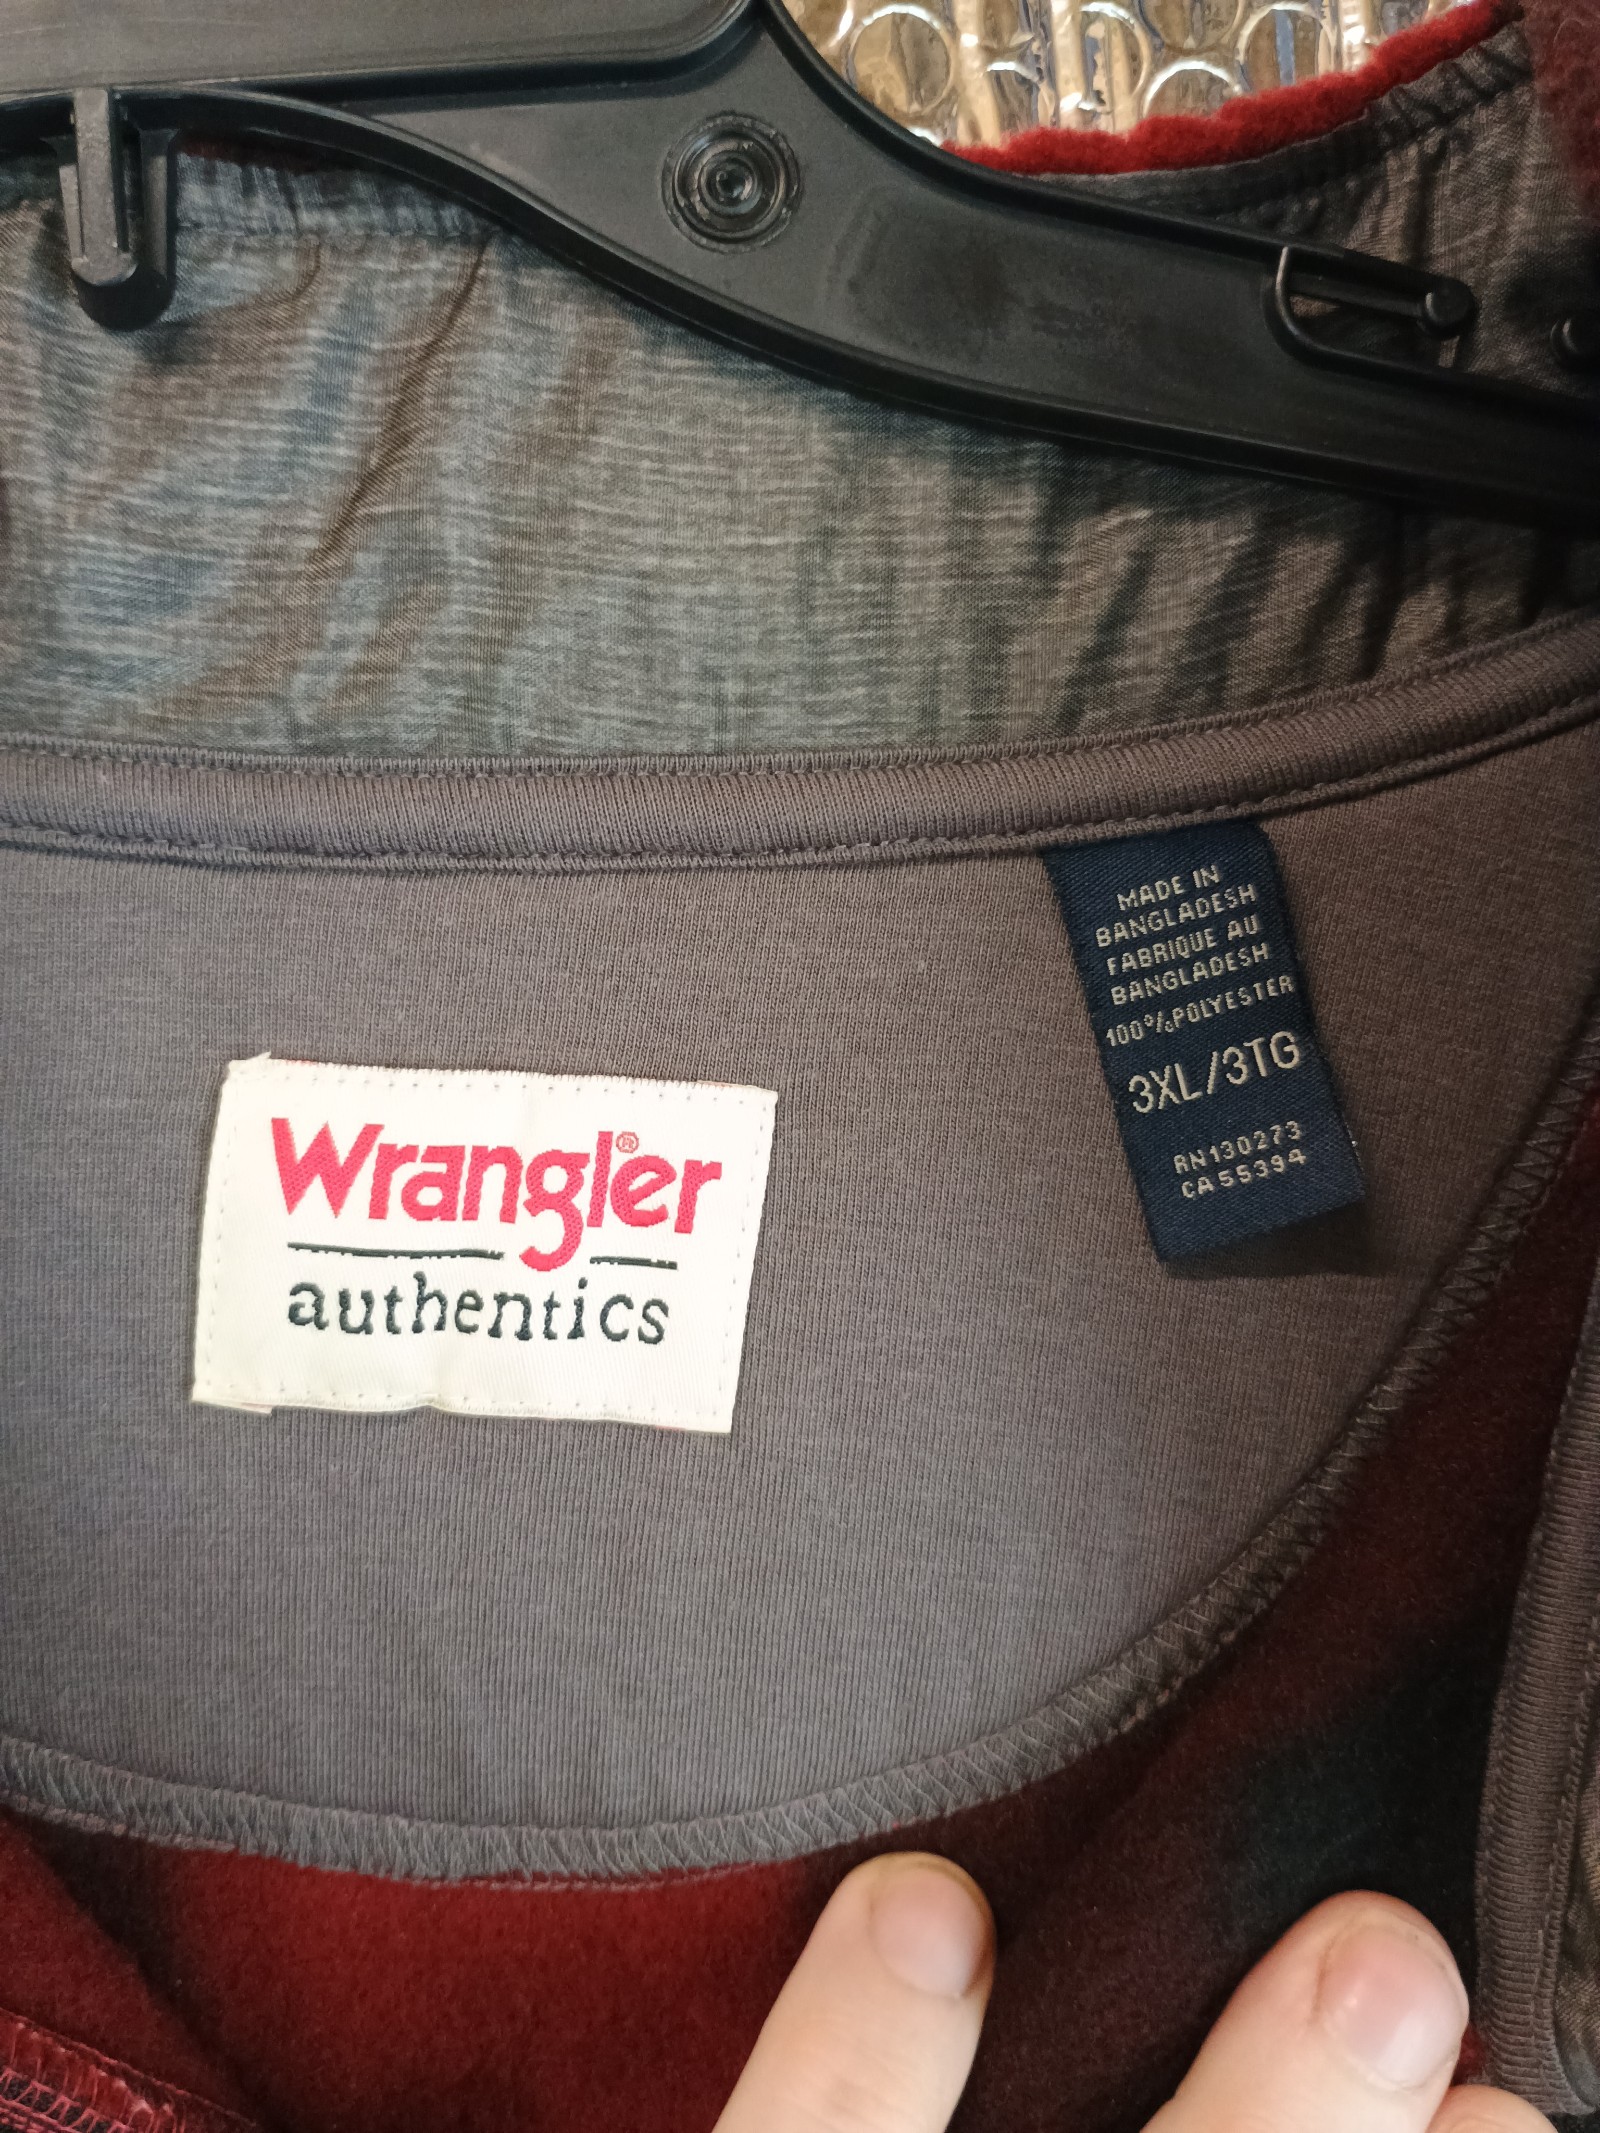 MADE IN
BANGLADESH
FABRIQUE AU
BANGLADESH
100%POLYESTER
3XL/3TG
RN130273
CA55394
Wrangler®
authentics